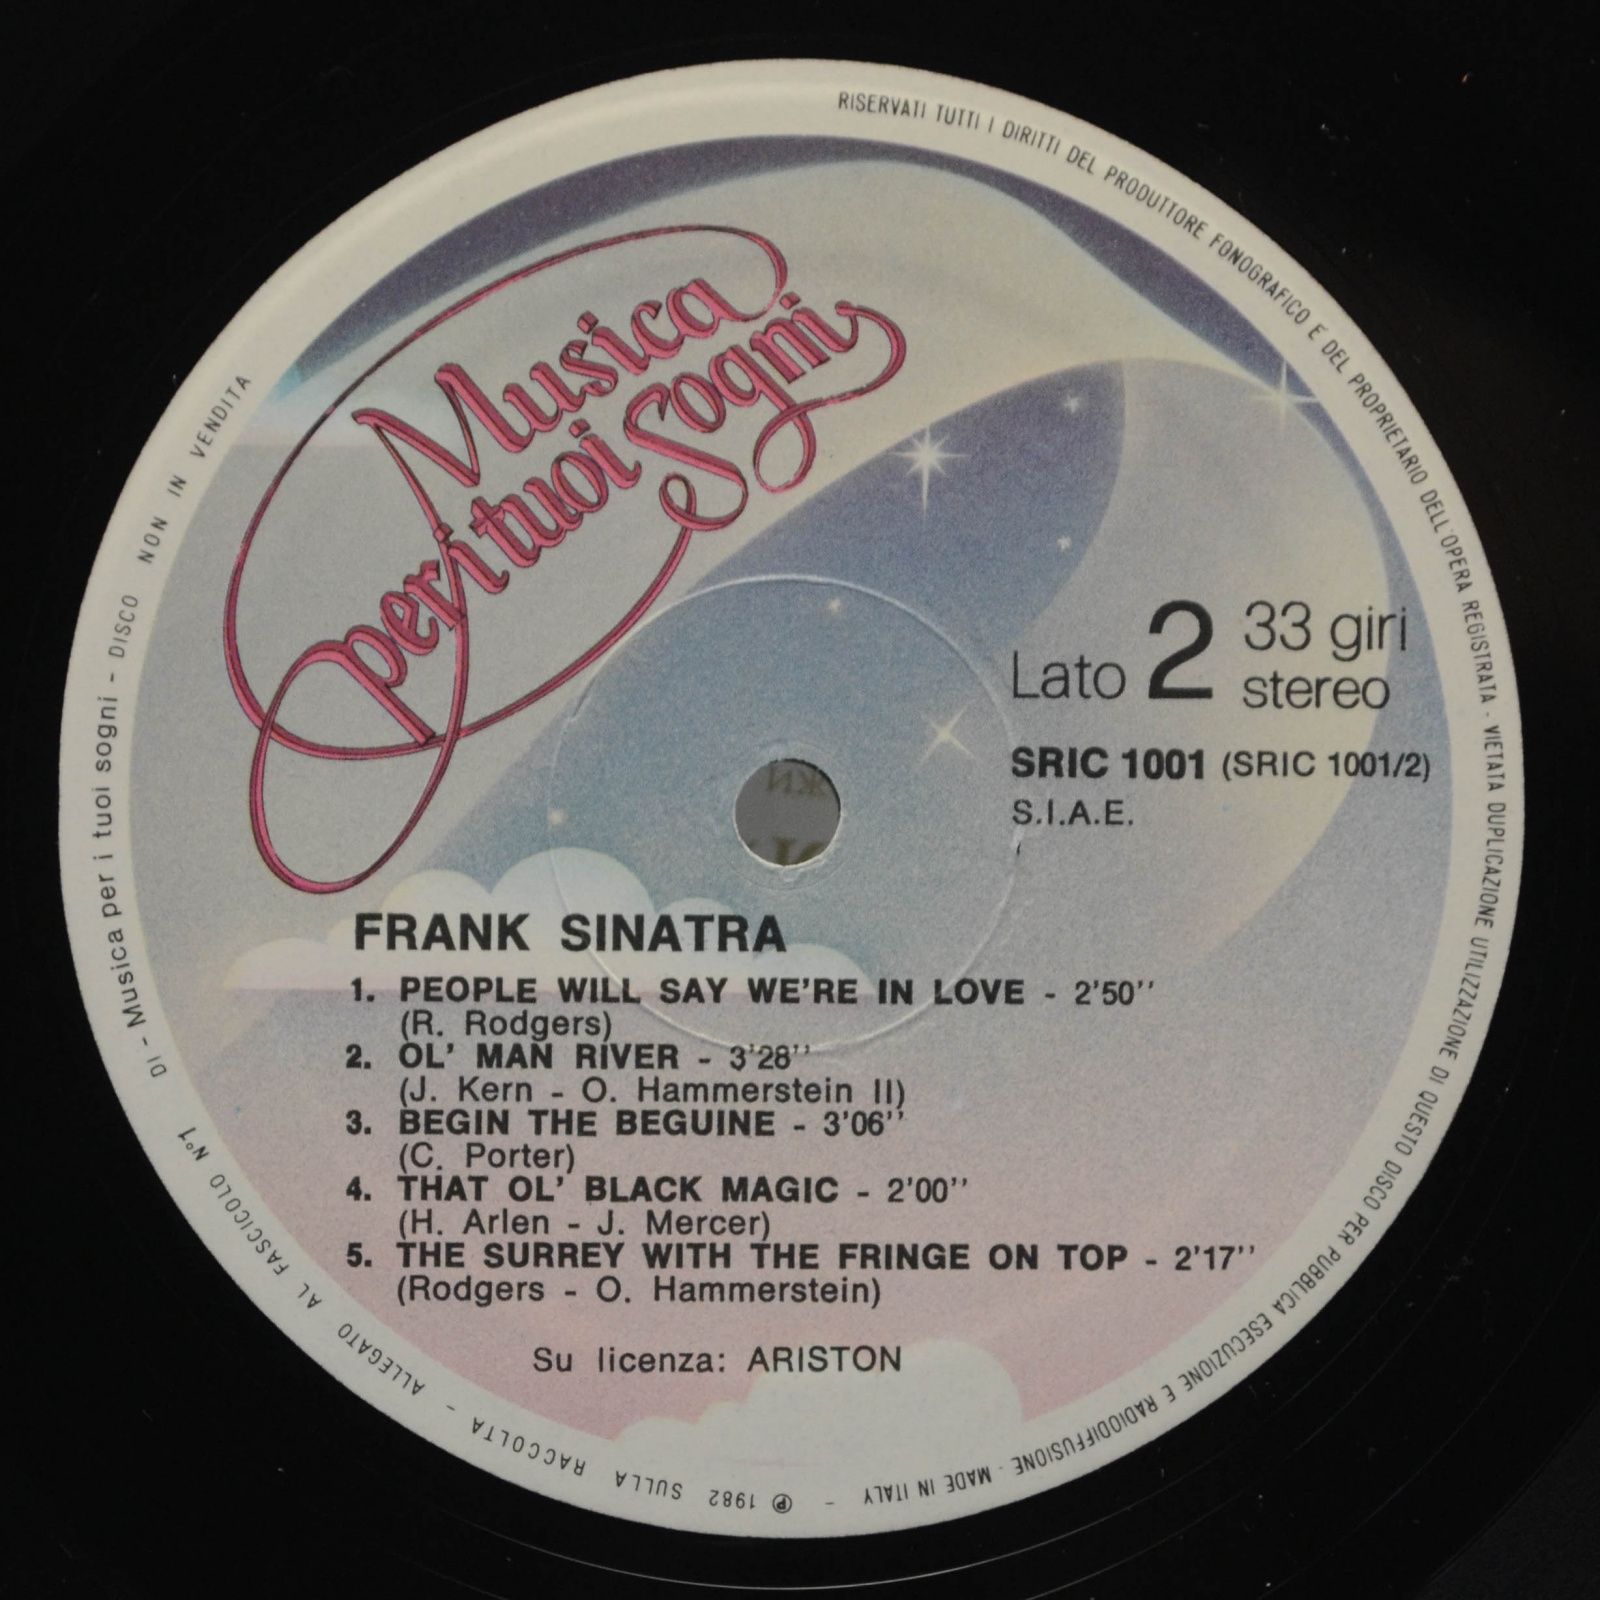 Musica
per i tuoi Sogni
Lato 2 33 giri
stereo
SRIC 1001 (SRIC 1001/2)
S.I.A.E.
FRANK SINATRA
1. PEOPLE WILL SAY WE'RE IN LOVE - 2'50''
(R. Rodgers)
2. OL' MAN RIVER - 3'28''
(J. Kern - O. Hammerstein II)
3. BEGIN THE BEGUINE - 3'06''
(C. Porter)
4. THAT OL' BLACK MAGIC - 2'00''
(H. Arlen - J. Mercer)
5. THE SURREY WITH THE FRINGE ON TOP - 2'17''
(Rodgers - O. Hammerstein)
Su licenza: ARISTON
RISERVATI TUTTI I DIRITTI DEL PRODUTTORE FONOGRAFICO E DEL PROPRIETARIO DELL'OPERA REGISTRATA - VIETATA DUPLICAZIONE UTILIZZAZIONE DI QUESTO DISCO PER PUBBLICA ESECUZIONE E RADIODIFFUSIONE - MADE IN ITALY - ℗ 1982 SULLA RACCOLTA - ALLEGATO AL FASCICOLO N°1 DI - Musica per i tuoi sogni - DISCO NON IN VENDITA